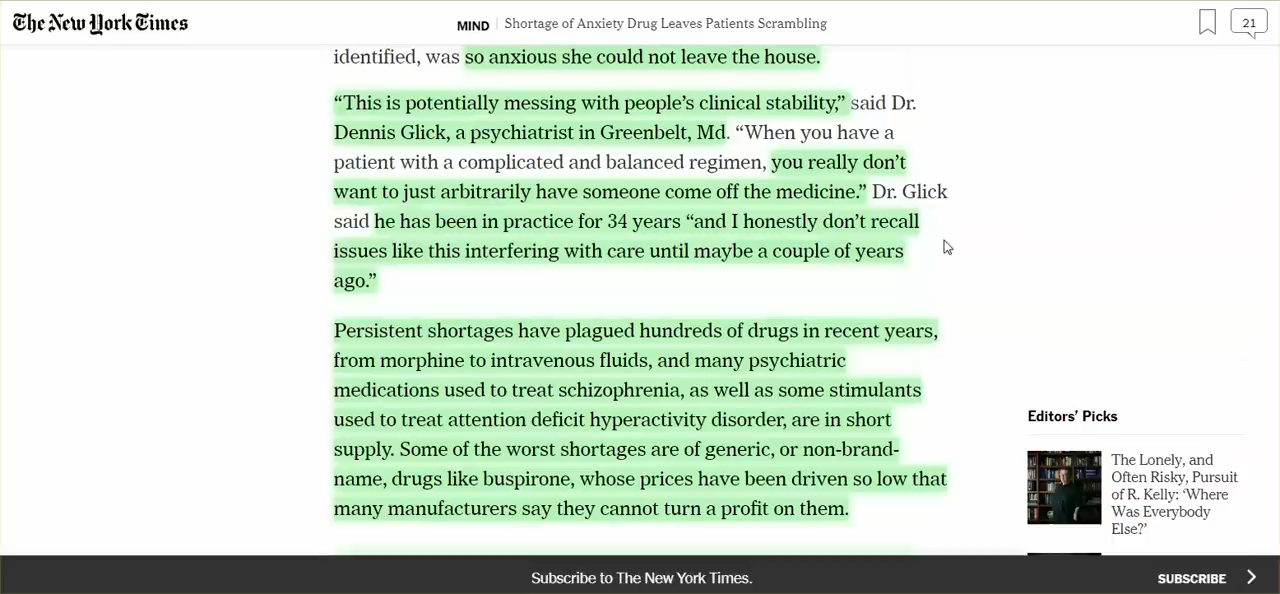 The New York Times
MIND | Shortage of Anxiety Drug Leaves Patients Scrambling
21
identified, was so anxious she could not leave the house.
“This is potentially messing with people’s clinical stability,” said Dr.
Dennis Glick, a psychiatrist in Greenbelt, Md. “When you have a
patient with a complicated and balanced regimen, you really don’t
want to just arbitrarily have someone come off the medicine.” Dr. Glick
said he has been in practice for 34 years “and I honestly don’t recall
issues like this interfering with care until maybe a couple of years
ago.”
Persistent shortages have plagued hundreds of drugs in recent years,
from morphine to intravenous fluids, and many psychiatric
medications used to treat schizophrenia, as well as some stimulants
used to treat attention deficit hyperactivity disorder, are in short
supply. Some of the worst shortages are of generic, or non-brand-
name, drugs like buspirone, whose prices have been driven so low that
many manufacturers say they cannot turn a profit on them.
Editors’ Picks
The Lonely, and
Often Risky, Pursuit
of R. Kelly: ‘Where
Was Everybody
Else?’
Subscribe to The New York Times.
SUBSCRIBE